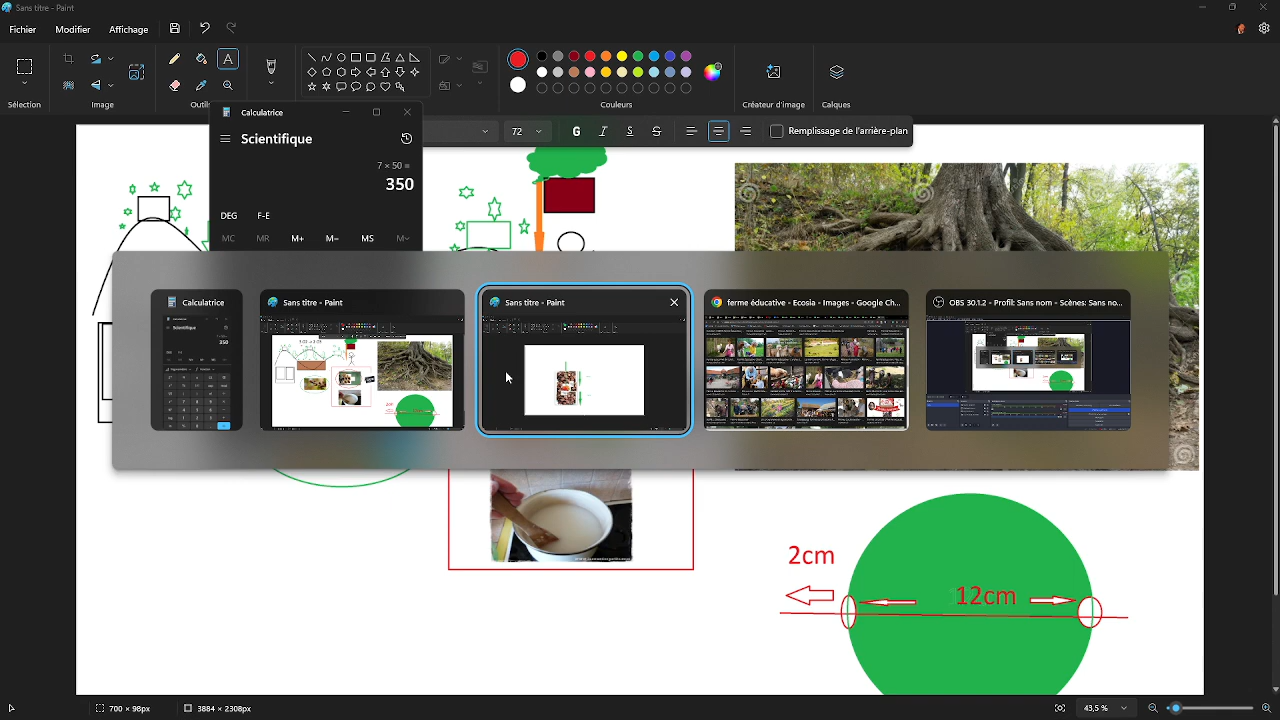 Sans titre - Paint
Fichier
Modifier
Affichage
Sélection
Image
Outils
Couleurs
Créateur d'image
Calques
Calculatrice
Scientifique
7 × 50 =
350
DEG
F-E
MC
MR
M+
M-
MS
M
72
G
I
S
S
Remplissage de l'arrière-plan
Calculatrice
Sans titre - Paint
Sans titre - Paint
ferme éducative - Ecosia - Images - Google Ch...
OBS 30.1.2 - Profil: Sans nom - Scènes: Sans no...
Scientifique
350
2cm
12cm
700 × 98px
3884 × 2308px
43,5 %